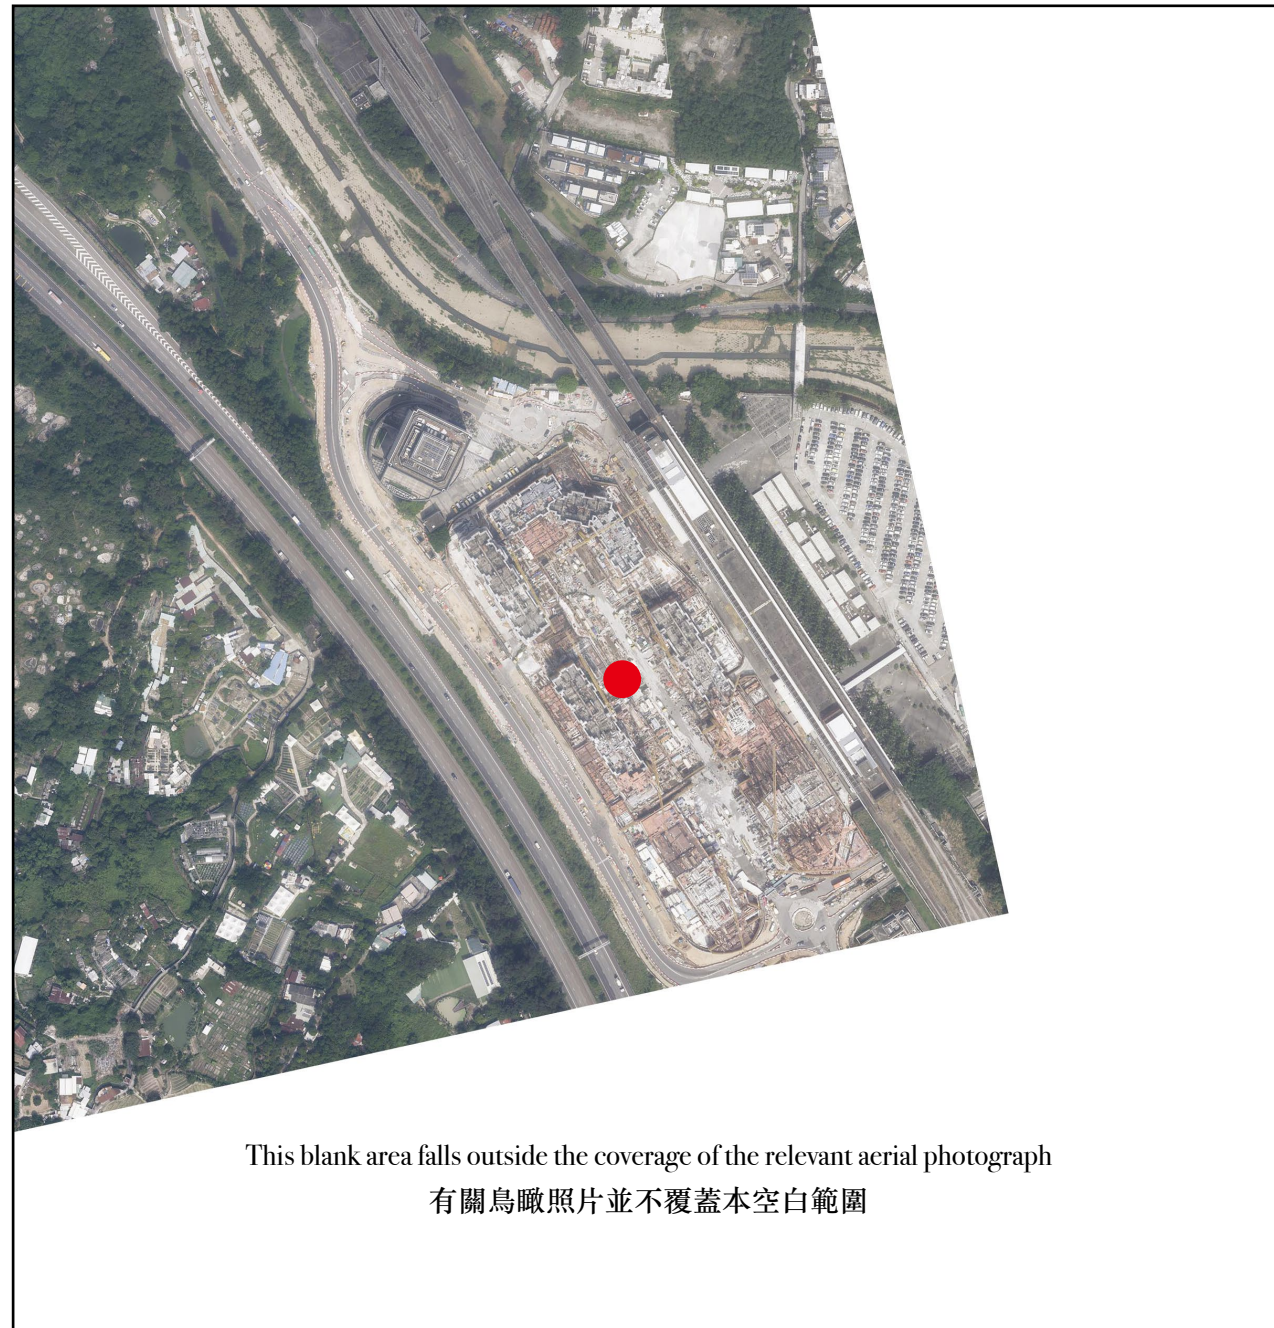 This blank area falls outside the coverage of the relevant aerial photograph
有關鳥瞰照片並不覆蓋本空白範圍